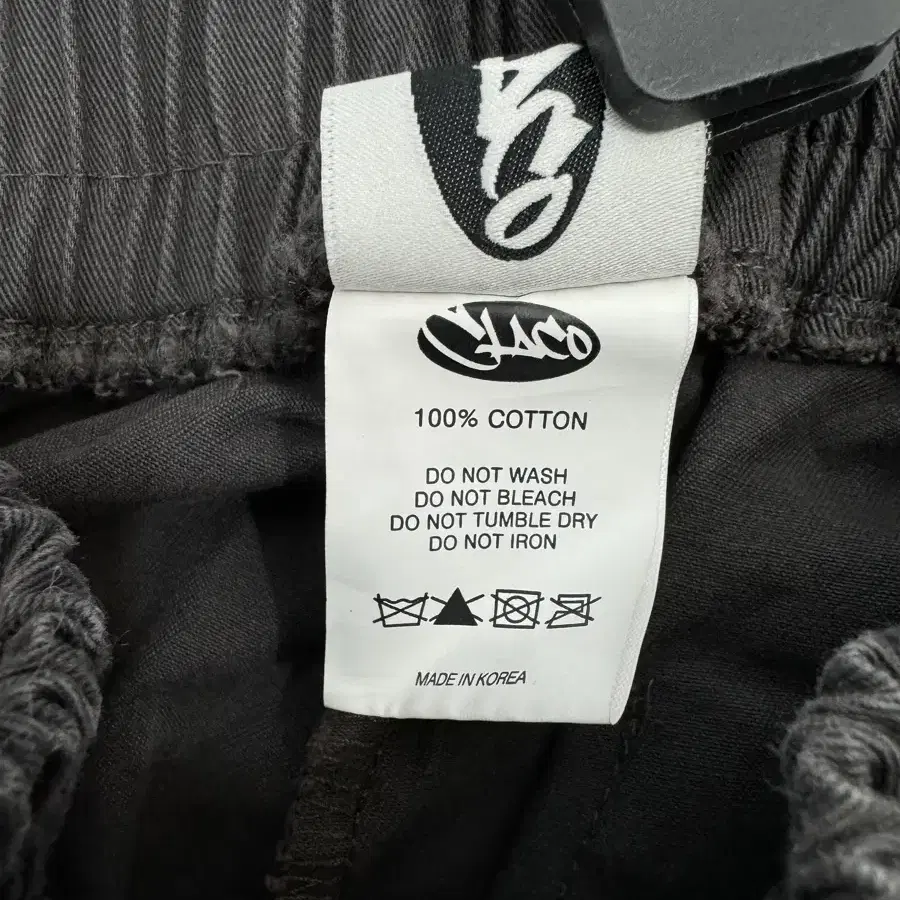 100% COTTON
DO NOT WASH
DO NOT BLEACH
DO NOT TUMBLE DRY
DO NOT IRON
MADE IN KOREA